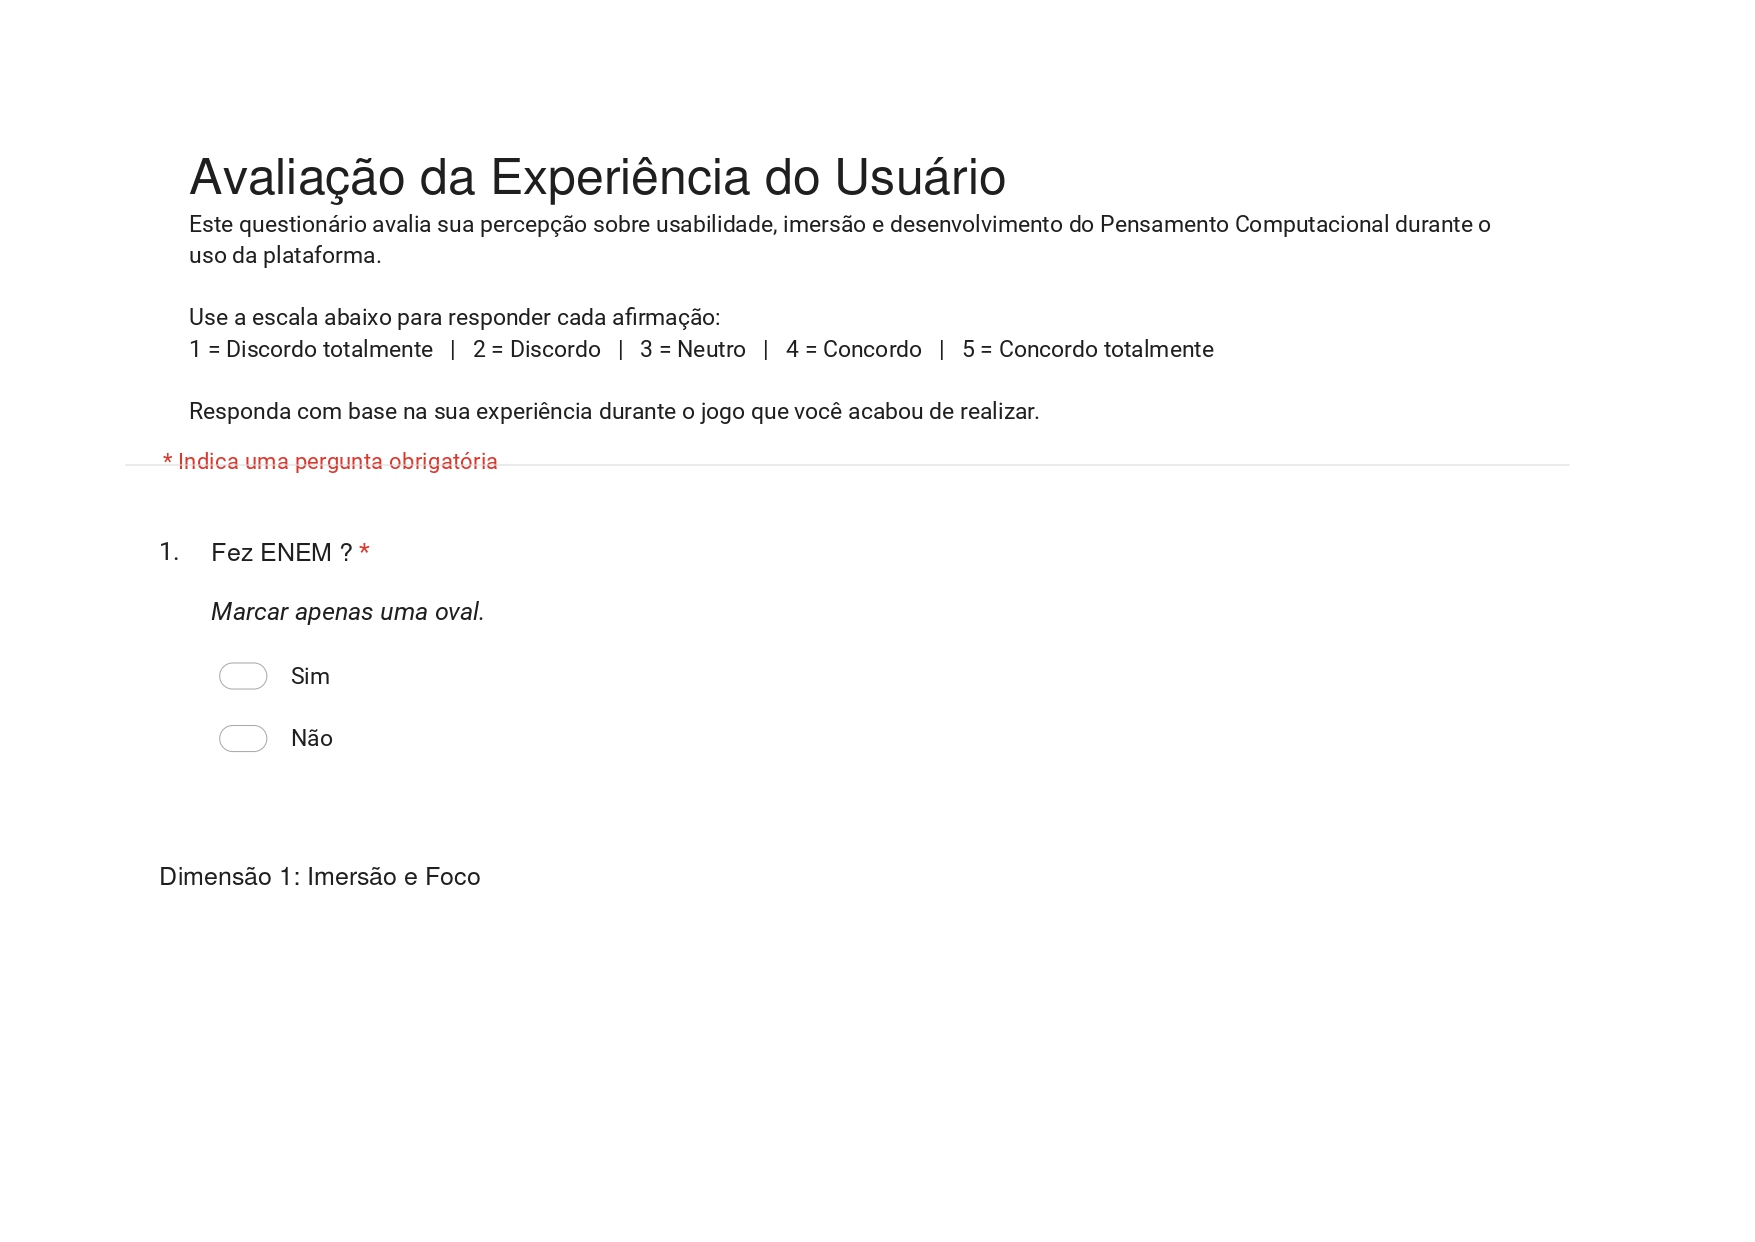 Avaliação da Experiência do Usuário
Este questionário avalia sua percepção sobre usabilidade, imersão e desenvolvimento do Pensamento Computacional durante o
uso da plataforma.
Use a escala abaixo para responder cada afirmação:
1 = Discordo totalmente | 2 = Discordo | 3 = Neutro | 4 = Concordo | 5 = Concordo totalmente
Responda com base na sua experiência durante o jogo que você acabou de realizar.
* Indica uma pergunta obrigatória
1. Fez ENEM ? *
Marcar apenas uma oval.
Sim
Não
Dimensão 1: Imersão e Foco